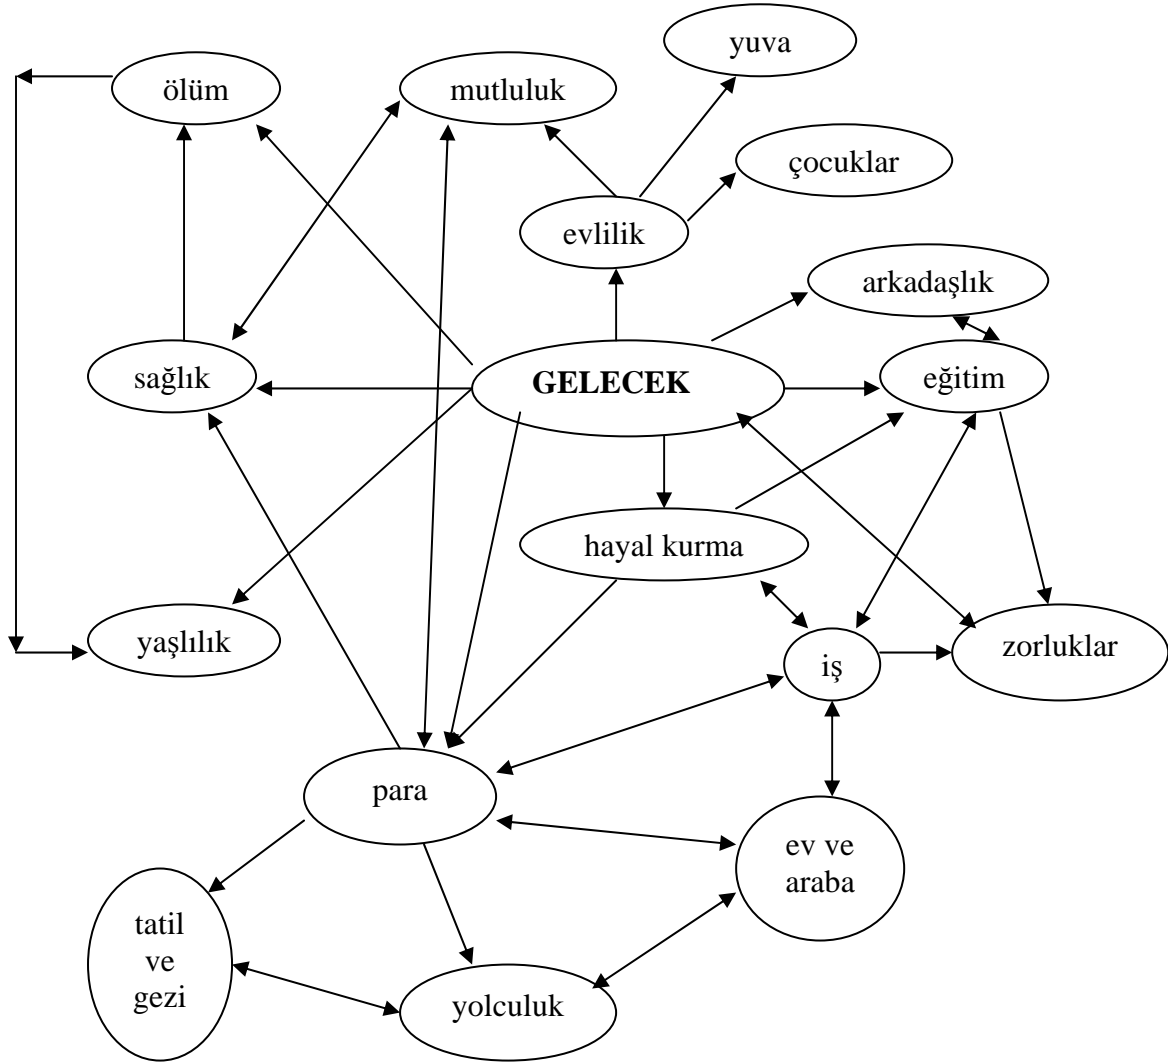 yuva
ölüm
mutluluk
çocuklar
evlilik
arkadaşlık
sağlık
GELECEK
eğitim
hayal kurma
yaşlılık
iş
zorluklar
para
ev ve
araba
tatil
ve
gezi
yolculuk